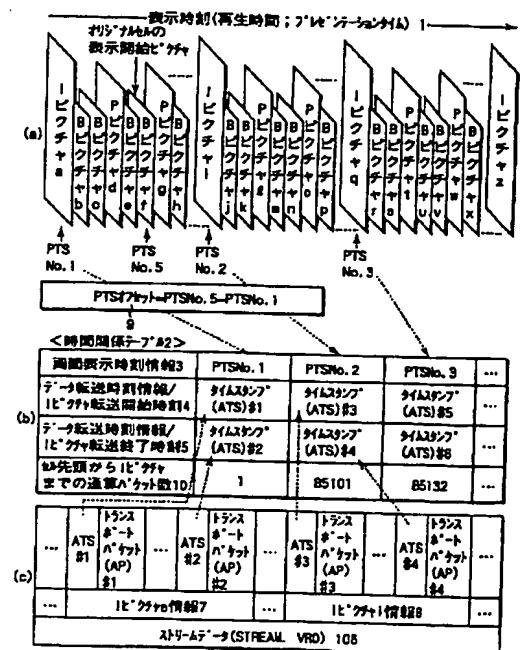 表示時刻(再生時間;プレゼンテーションタイム) 1
オリジナルセルの
表示開始ピクチャ
(a)
Iピクチャa
Bピクチャb
Bピクチャc
Pピクチャd
Bピクチャe
Bピクチャf
Pピクチャg
Bピクチャh
Iピクチャi
Bピクチャj
Bピクチャk
Pピクチャℓ
Bピクチャm
Bピクチャn
Pピクチャo
Bピクチャp
Iピクチャq
Bピクチャr
Bピクチャs
Pピクチャt
Bピクチャu
Bピクチャv
Pピクチャw
Bピクチャx
Iピクチャz
PTS No.1
PTS No.5
PTS No.2
PTS No.3
PTSオフセット=PTSNo.5−PTSNo.1
9
<時間関係テーブル2>
(b)
画面表示時刻情報3 PTSNo.1 PTSNo.2 PTSNo.3 ...
データ転送時刻情報/
Iピクチャ転送開始時刻4 タイムスタンプ(ATS)#1 タイムスタンプ(ATS)#3 タイムスタンプ(ATS)#5 ...
データ転送時刻情報/
Iピクチャ転送終了時刻5 タイムスタンプ(ATS)#2 タイムスタンプ(ATS)#4 タイムスタンプ(ATS)#6 ...
セル先頭からIピクチャ
までの通算パケット数10 1 85101 85132 ...
(c)
... ATS #1 トランスポートパケット(AP)#1 ... ATS #2 トランスポートパケット(AP)#2 ... ATS #3 トランスポートパケット(AP)#3 ... ATS #4 トランスポートパケット(AP)#4 ...
... Iピクチャa情報7 ... Iピクチャi情報8 ...
ストリームデータ(STREAM. VRO) 106